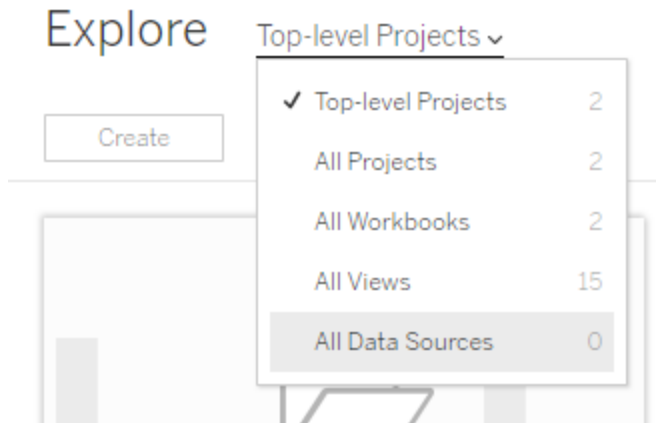 Explore Top-level Projects
Create
✓ Top-level Projects 2
All Projects 2
All Workbooks 2
All Views 15
All Data Sources 0